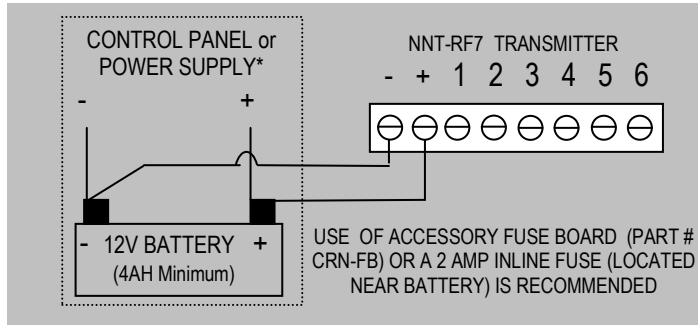 CONTROL PANEL or
POWER SUPPLY*
- +
NNT-RF7 TRANSMITTER
- + 1 2 3 4 5 6
- 12V BATTERY +
(4AH Minimum)
USE OF ACCESSORY FUSE BOARD (PART #
CRN-FB) OR A 2 AMP INLINE FUSE (LOCATED
NEAR BATTERY) IS RECOMMENDED